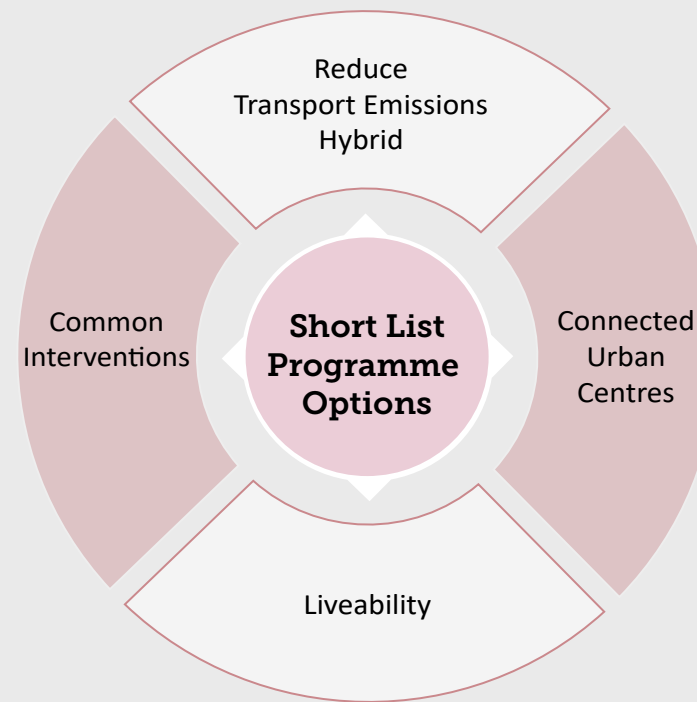 Reduce
Transport Emissions
Hybrid
Common
Interventions
Short List
Programme
Options
Connected
Urban
Centres
Liveability